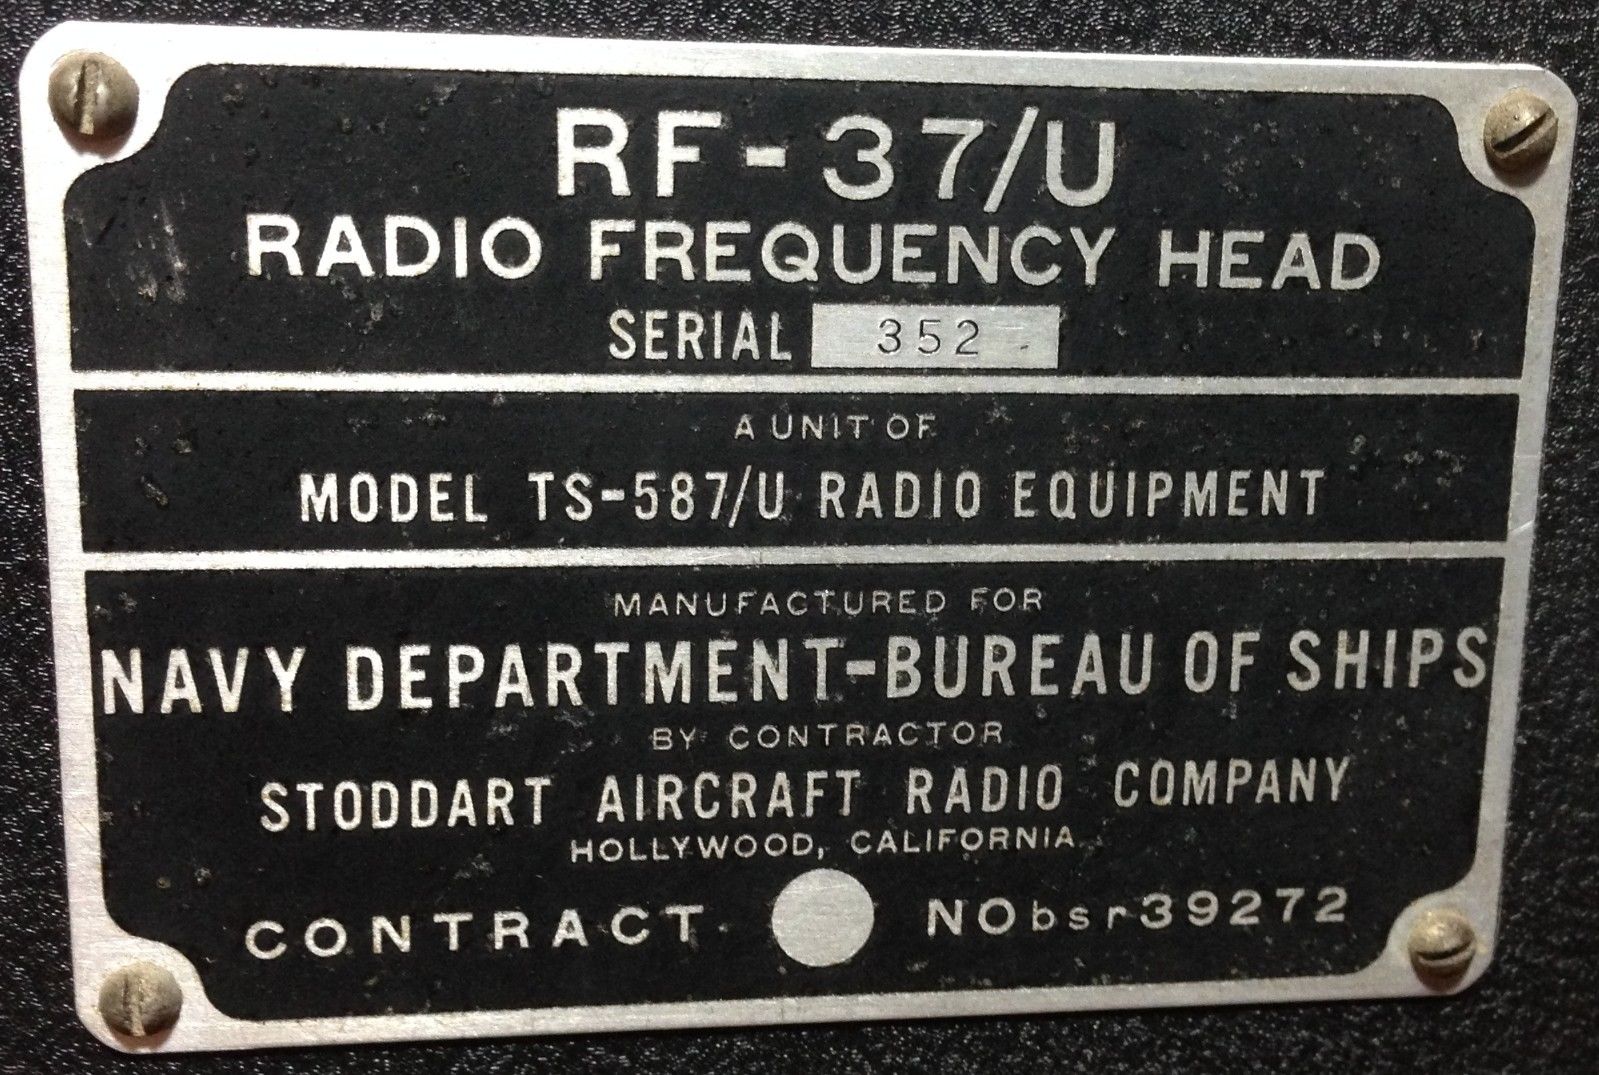 RF-37/U
RADIO FREQUENCY HEAD
SERIAL 352
A UNIT OF
MODEL TS-587/U RADIO EQUIPMENT
MANUFACTURED FOR
NAVY DEPARTMENT-BUREAU OF SHIPS
BY CONTRACTOR
STODDART AIRCRAFT RADIO COMPANY
HOLLYWOOD, CALIFORNIA
CONTRACT NObsr39272